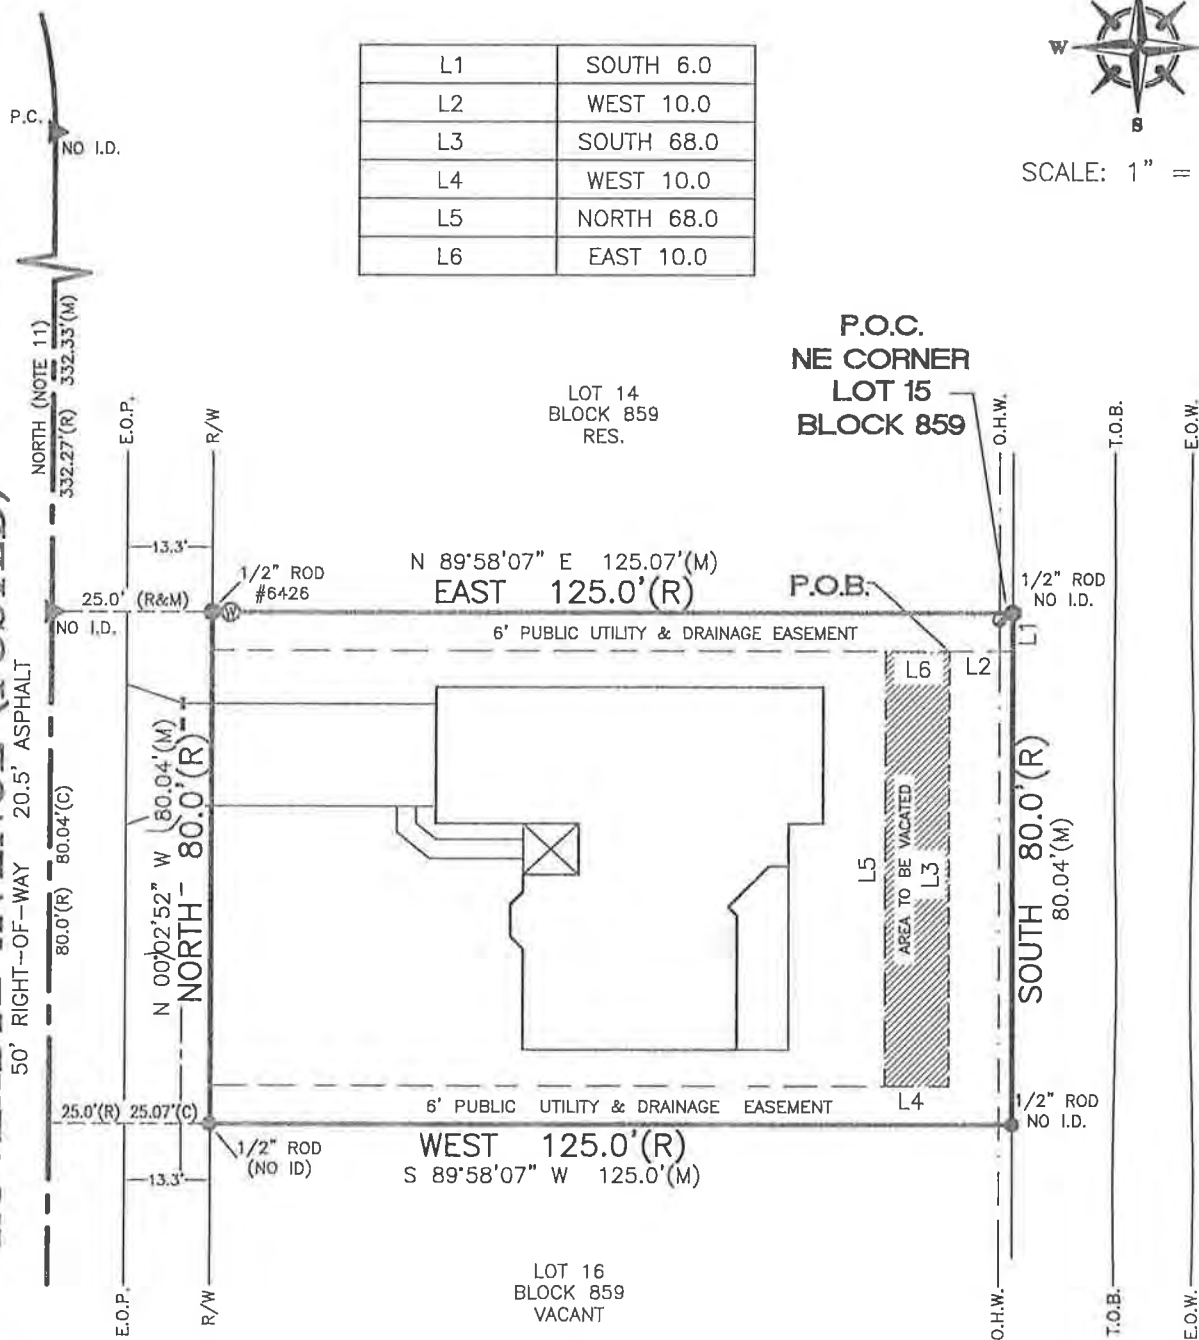 L1 SOUTH 6.0
L2 WEST 10.0
L3 SOUTH 68.0
L4 WEST 10.0
L5 NORTH 68.0
L6 EAST 10.0
W
S
SCALE: 1" =
P.C.
NO I.D.
NORTH (NOTE 11)
332.27'(R) 332.33'(M)
E.O.P.
R/W
LOT 14
BLOCK 859
RES.
P.O.C.
NE CORNER
LOT 15
BLOCK 859
O.H.W.
T.O.B.
E.O.W.
13.3'
1/2" ROD
#6426
W
25.0' (R&M)
NO I.D.
N 89°58'07" E 125.07'(M)
EAST 125.0'(R)
P.O.B.
1/2" ROD
NO I.D.
L1
6' PUBLIC UTILITY & DRAINAGE EASEMENT
L6
L2
50' RIGHT-OF-WAY 20.5' ASPHALT
80.0'(R) 80.04'(C)
N 00°02'52" W 80.04'(M)
NORTH - 80.0'(R)
L5
AREA TO BE VACATED
L3
SOUTH 80.0'(R)
80.04'(M)
25.0'(R) 25.07'(C)
6' PUBLIC UTILITY & DRAINAGE EASEMENT
L4
1/2" ROD
NO I.D.
1/2" ROD
(NO ID)
WEST 125.0'(R)
S 89°58'07" W 125.0'(M)
13.3'
LOT 16
BLOCK 859
VACANT
E.O.P.
R/W
O.H.W.
T.O.B.
E.O.W.